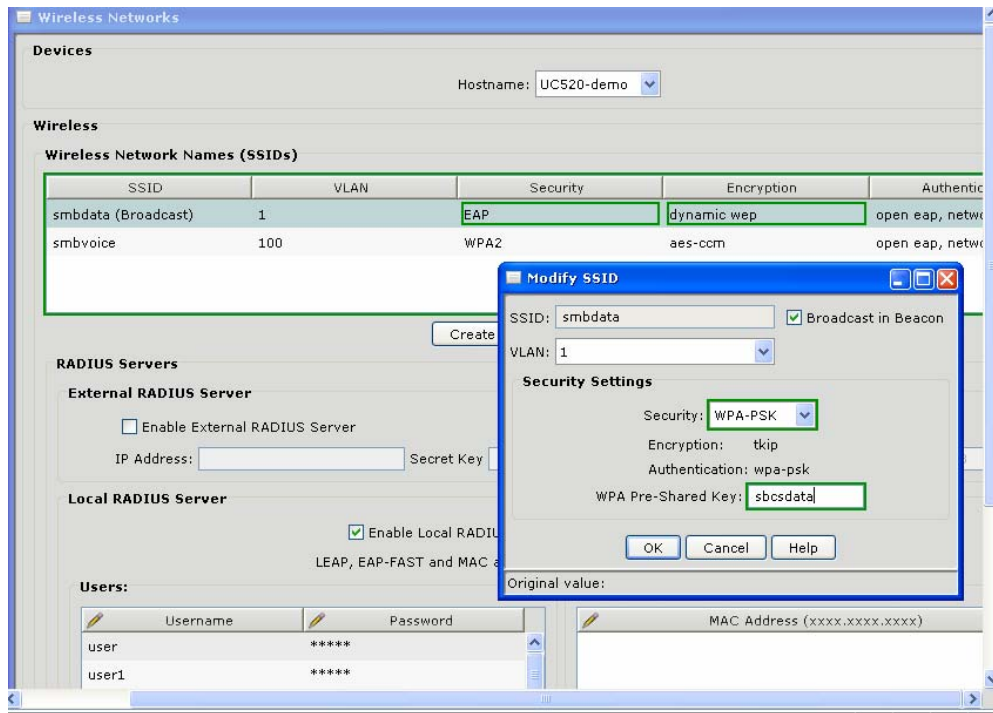 Wireless Networks
Devices
Hostname: UC520-demo
Wireless
Wireless Network Names (SSIDs)
SSID VLAN Security Encryption
smbdata (Broadcast) 1 EAP dynamic wep open eap,
smbvoice 100 WPA2 aes-ccm open eap,
Create
Modify SSID
SSID: smbdata Broadcast in Beacon
VLAN: 1
Security Settings
Security: WPA-PSK
Encryption: tkip
Authentication: wpa-psk
WPA Pre-Shared Key: sbcsdata
OK Cancel Help
Original value:
RADIUS Servers
External RADIUS Server
Enable External RADIUS Server
IP Address: Secret Key
Local RADIUS Server
Enable Local
LEAP, EAP-FAST and MAC
Users:
Username Password
user *****
user1 *****
MAC Address (xxxx.xxxx.xxxx)